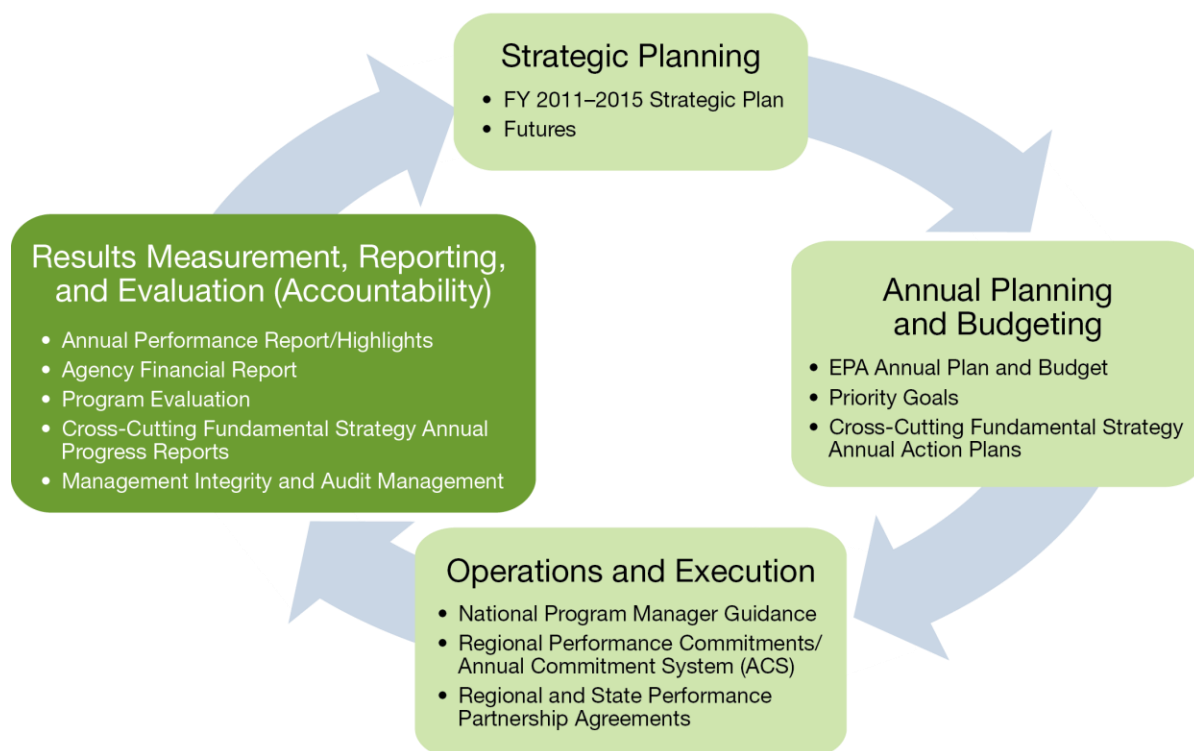 Strategic Planning
• FY 2011–2015 Strategic Plan
• Futures
Annual Planning
and Budgeting
• EPA Annual Plan and Budget
• Priority Goals
• Cross-Cutting Fundamental Strategy
Annual Action Plans
Operations and Execution
• National Program Manager Guidance
• Regional Performance Commitments/
Annual Commitment System (ACS)
• Regional and State Performance
Partnership Agreements
Results Measurement, Reporting,
and Evaluation (Accountability)
• Annual Performance Report/Highlights
• Agency Financial Report
• Program Evaluation
• Cross-Cutting Fundamental Strategy Annual
Progress Reports
• Management Integrity and Audit Management